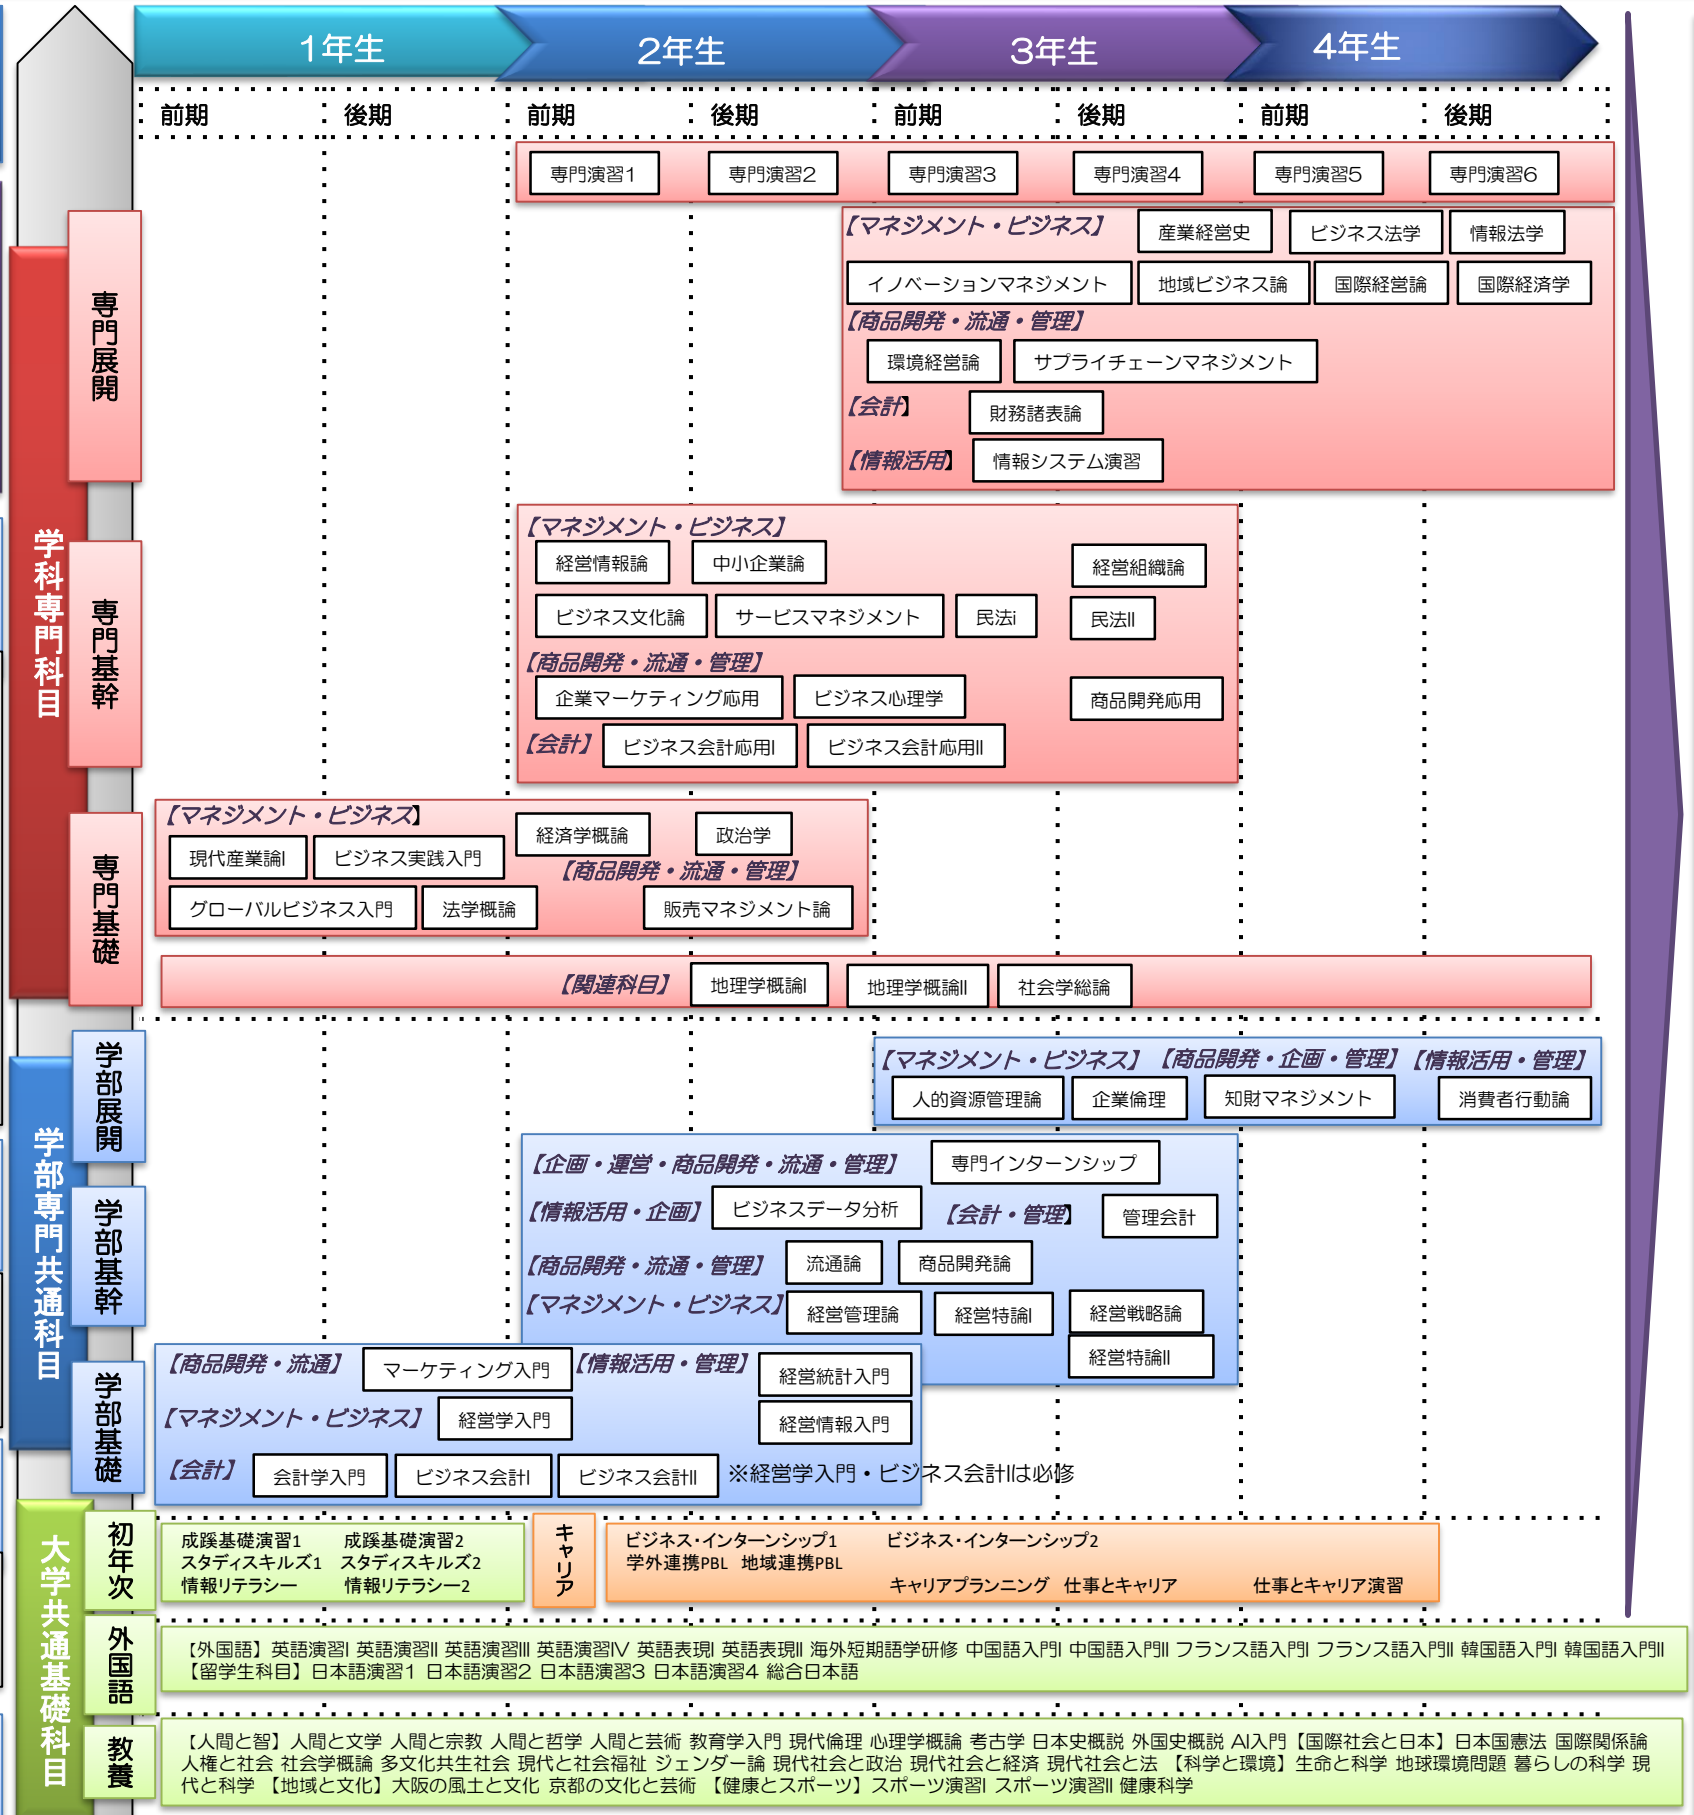 1年生
2年生
3年生
4年生
前期
後期
前期
後期
前期
後期
前期
後期
専門演習1
専門演習2
専門演習3
専門演習4
専門演習5
専門演習6
学科専門科目
専門展開
【マネジメント・ビジネス】
産業経営史
ビジネス法学
情報法学
イノベーションマネジメント
地域ビジネス論
国際経営論
国際経済学
【商品開発・流通・管理】
環境経営論
サプライチェーンマネジメント
【会計】
財務諸表論
【情報活用】
情報システム演習
専門基幹
【マネジメント・ビジネス】
経営情報論
中小企業論
経営組織論
ビジネス文化論
サービスマネジメント
民法i
民法II
【商品開発・流通・管理】
企業マーケティング応用
ビジネス心理学
商品開発応用
【会計】
ビジネス会計応用I
ビジネス会計応用II
専門基礎
【マネジメント・ビジネス】
経済学概論
政治学
現代産業論I
ビジネス実践入門
【商品開発・流通・管理】
グローバルビジネス入門
法学概論
販売マネジメント論
【関連科目】
地理学概論I
地理学概論II
社会学総論
学部専門共通科目
学部展開
【マネジメント・ビジネス】
【商品開発・企画・管理】
【情報活用・管理】
人的資源管理論
企業倫理
知財マネジメント
消費者行動論
学部基幹
【企画・運営・商品開発・流通・管理】
専門インターンシップ
【情報活用・企画】
ビジネスデータ分析
【会計・管理】
管理会計
【商品開発・流通・管理】
流通論
商品開発論
【マネジメント・ビジネス】
経営管理論
経営特論I
経営戦略論
経営特論II
学部基礎
【商品開発・流通】
マーケティング入門
【情報活用・管理】
経営統計入門
【マネジメント・ビジネス】
経営学入門
経営情報入門
【会計】
会計学入門
ビジネス会計I
ビジネス会計II
※経営学入門・ビジネス会計Iは必修
大学共通基礎科目
初年次
成蹊基礎演習1 成蹊基礎演習2
スタディスキルズ1 スタディスキルズ2
情報リテラシー 情報リテラシー2
キャリア
ビジネス・インターンシップ1 ビジネス・インターンシップ2
学外連携PBL 地域連携PBL
キャリアプランニング 仕事とキャリア 仕事とキャリア演習
外国語
【外国語】英語演習I 英語演習II 英語演習III 英語演習IV 英語表現I 英語表現II 海外短期語学研修 中国語入門I 中国語入門II フランス語入門I フランス語入門II 韓国語入門I 韓国語入門II
【留学生科目】日本語演習1 日本語演習2 日本語演習3 日本語演習4 総合日本語
教養
【人間と智】人間と文学 人間と宗教 人間と哲学 人間と芸術 教育学入門 現代倫理 心理学概論 考古学 日本史概説 外国史概説 AI入門【国際社会と日本】日本国憲法 国際関係論
人権と社会 社会学概論 多文化共生社会 現代と社会福祉 ジェンダー論 現代社会と政治 現代社会と経済 現代社会と法 【科学と環境】生命と科学 地球環境問題 暮らしの科学 現
代と科学 【地域と文化】大阪の風土と文化 京都の文化と芸術 【健康とスポーツ】スポーツ演習I スポーツ演習II 健康科学